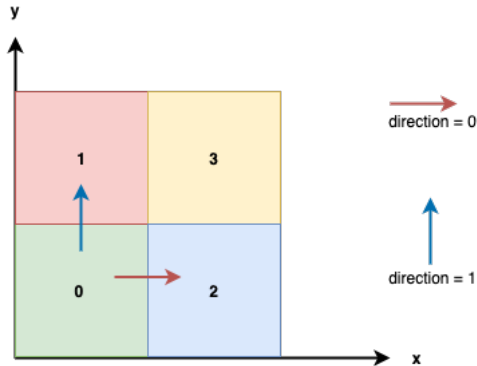 y
1
3
direction = 0
0
2
direction = 1
x